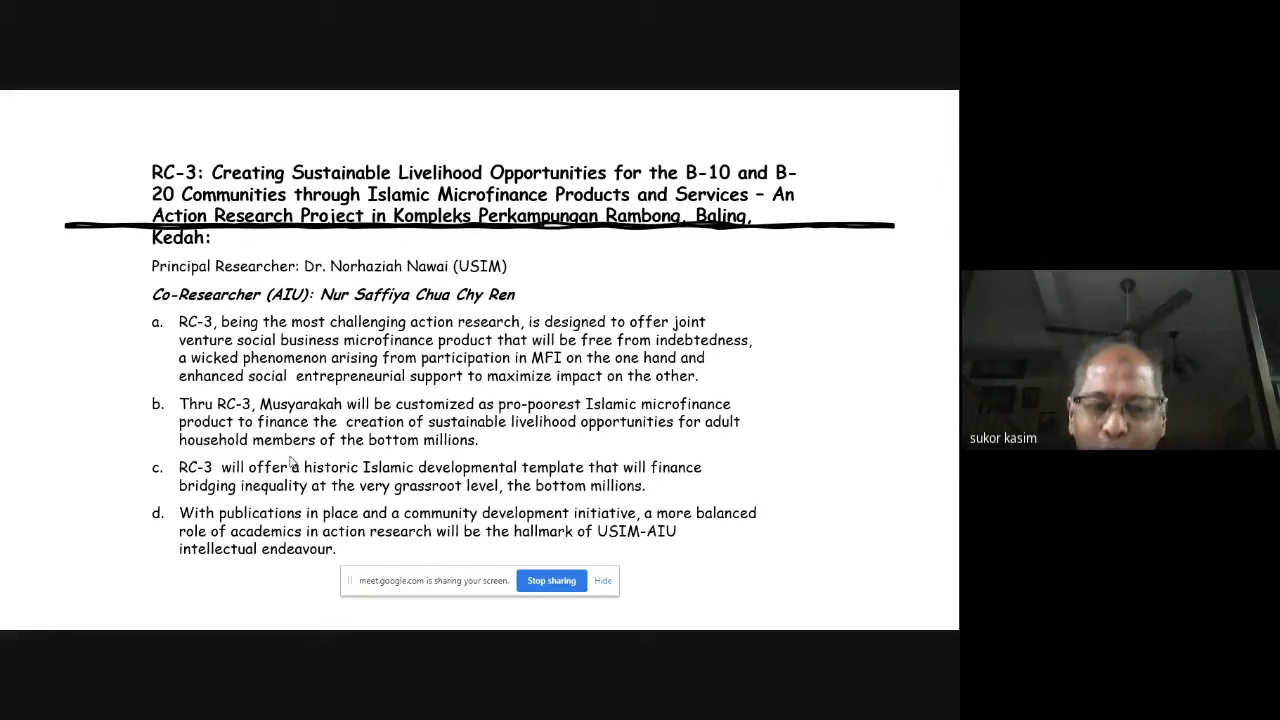 RC-3: Creating Sustainable Livelihood Opportunities for the B-10 and B-
20 Communities through Islamic Microfinance Products and Services – An
Action Research Project in Kompleks Perkampungan Rambong, Baling,
Kedah:
Principal Researcher: Dr. Norhaziah Nawai (USIM)
Co-Researcher (AIU): Nur Saffiya Chua Chy Ren
a. RC-3, being the most challenging action research, is designed to offer joint
venture social business microfinance product that will be free from indebtedness,
a wicked phenomenon arising from participation in MFI on the one hand and
enhanced social entrepreneurial support to maximize impact on the other.
b. Thru RC-3, Musyarakah will be customized as pro-poorest Islamic microfinance
product to finance the creation of sustainable livelihood opportunities for adult
household members of the bottom millions.
c. RC-3 will offer a historic Islamic developmental template that will finance
bridging inequality at the very grassroot level, the bottom millions.
d. With publications in place and a community development initiative, a more balanced
role of academics in action research will be the hallmark of USIM-AIU
intellectual endeavour.
meet.google.com is sharing your screen. Stop sharing Hide
sukor kasim